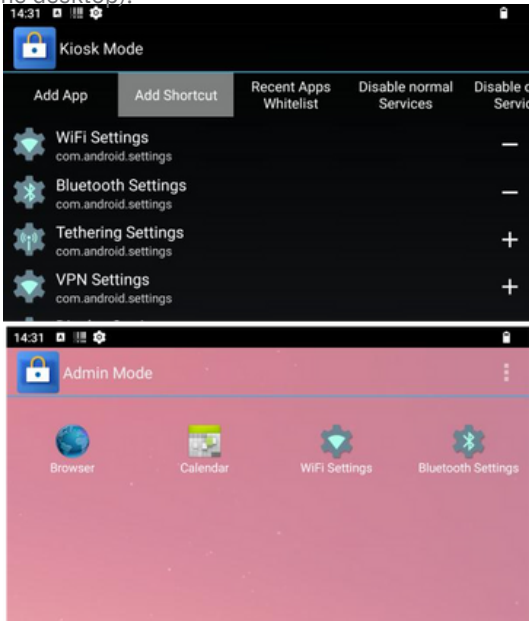 desktop).
14:31
Kiosk Mode
Add App
Add Shortcut
Recent Apps
Whitelist
Disable normal
Services
Disable
WiFi Settings
com.android.settings
Bluetooth Settings
com.android.settings
Tethering Settings
com.android.settings
VPN Settings
com.android.settings
14:31
Admin Mode
Browser
Calendar
WiFi Settings
Bluetooth Settings